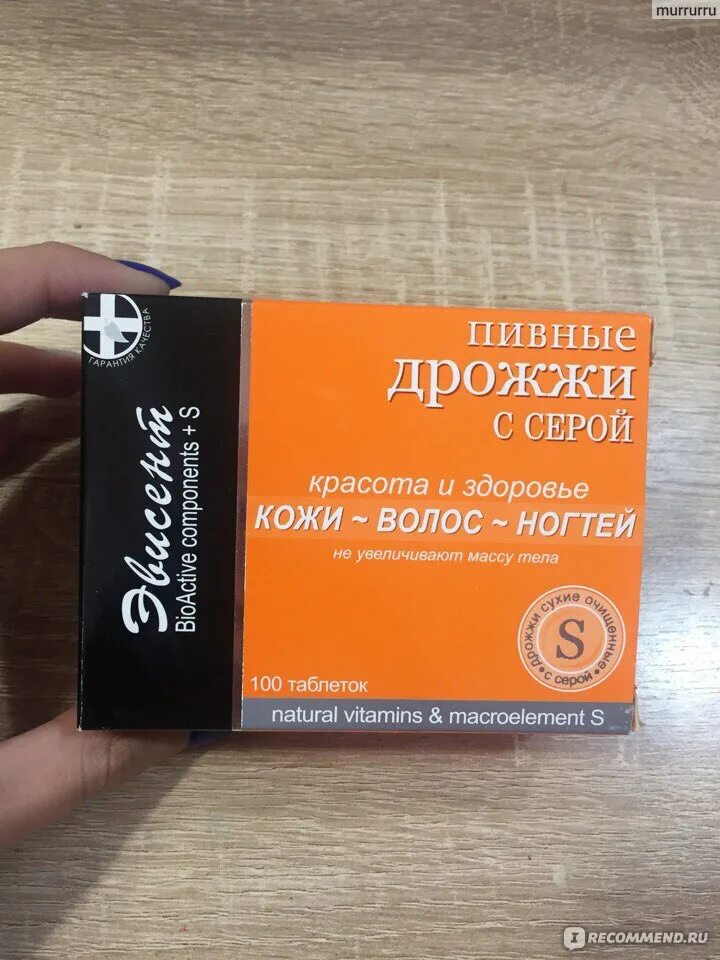 murrurru
ГАРАНТИЯ КАЧЕСТВА
Эвисент
BioActive components + S
ПИВНЫЕ
ДРОЖЖИ
С СЕРОЙ
красота и здоровье
КОЖИ ~ ВОЛОС ~ НОГТЕЙ
не увеличивают массу тела
дрожжи сухие очищенные
S
• с серой •
100 таблеток
natural vitamins & macroelement S
IRECOMMEND.RU